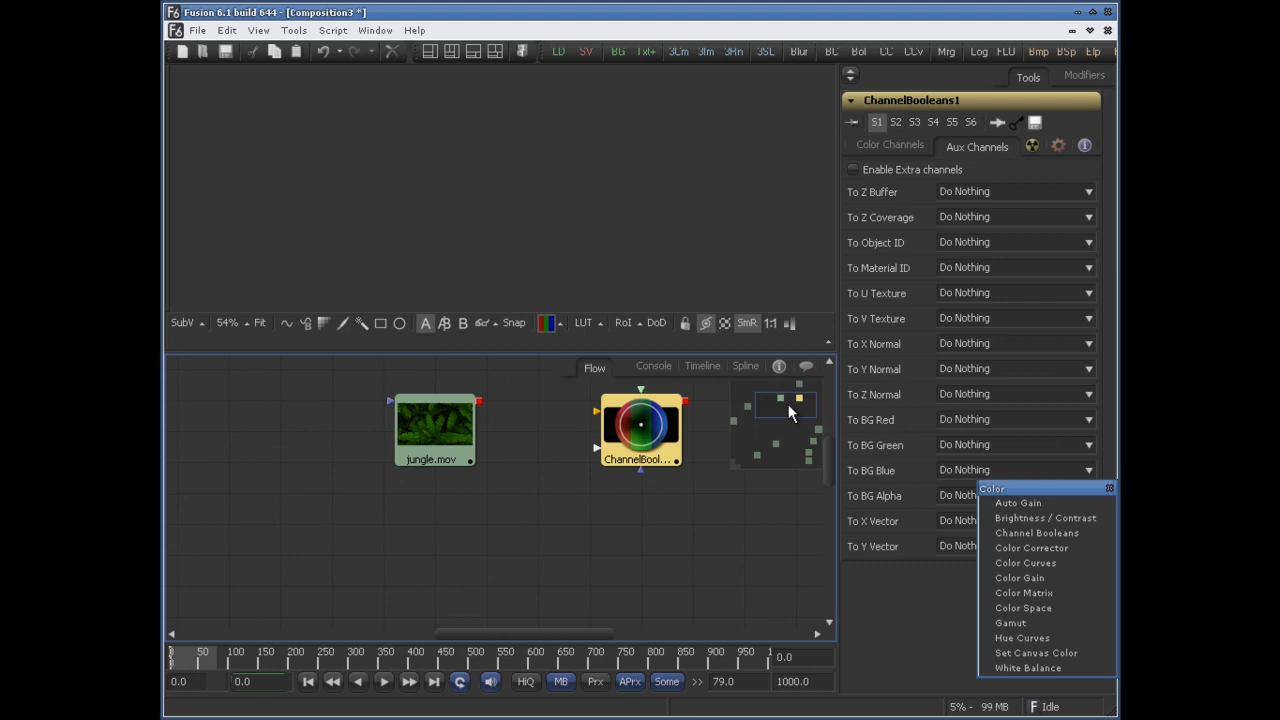 Fusion 6.1 build 644 - [Composition3 *]
File Edit View Tools Script Window Help
LD SV BG Txt+ 3Cm 3Im 3Rn 3SL Blur BC Bol CC CCv Mrg Log FLU Bmp BSp Elp
Tools Modifiers
ChannelBooleans1
S1 S2 S3 S4 S5 S6
Color Channels Aux Channels
Enable Extra channels
To Z Buffer Do Nothing
To Z Coverage Do Nothing
To Object ID Do Nothing
To Material ID Do Nothing
To U Texture Do Nothing
To V Texture Do Nothing
To X Normal Do Nothing
To Y Normal Do Nothing
To Z Normal Do Nothing
To BG Red Do Nothing
To BG Green Do Nothing
To BG Blue Do Nothing
To BG Alpha Do Noth
To X Vector Do Noth
To Y Vector Do Noth
Color
Auto Gain
Brightness / Contrast
Channel Booleans
Color Corrector
Color Curves
Color Gain
Color Matrix
Color Space
Gamut
Hue Curves
Set Canvas Color
White Balance
SubV 54% Fit A A/B B Snap LUT RoI DoD SmR 1:1
Flow Console Timeline Spline
jungle.mov
ChannelBool...
0 50 100 150 200 250 300 350 400 450 500 550 600 650 700 750 800 850 900 950 1 0.0
0.0 0.0 HiQ MB Prx APrx Some 79.0 1000.0
5% - 99 MB Idle